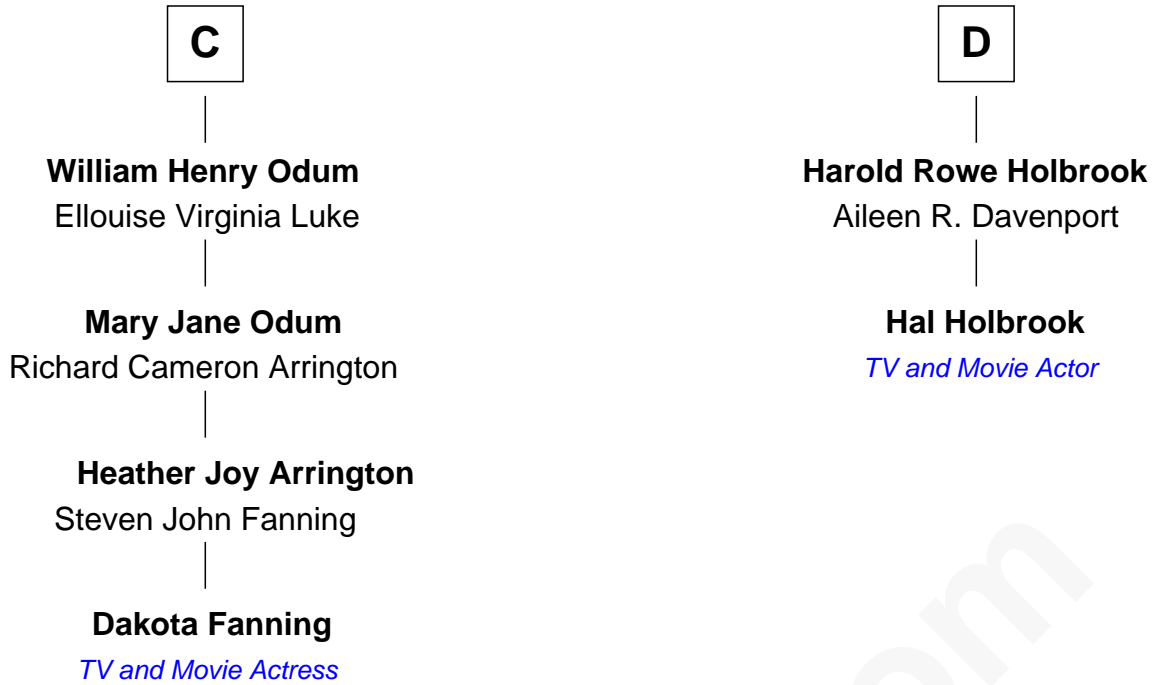 C
William Henry Odum
Ellouise Virginia Luke
Mary Jane Odum
Richard Cameron Arrington
Heather Joy Arrington
Steven John Fanning
Dakota Fanning
TV and Movie Actress
D
Harold Rowe Holbrook
Aileen R. Davenport
Hal Holbrook
TV and Movie Actor
om